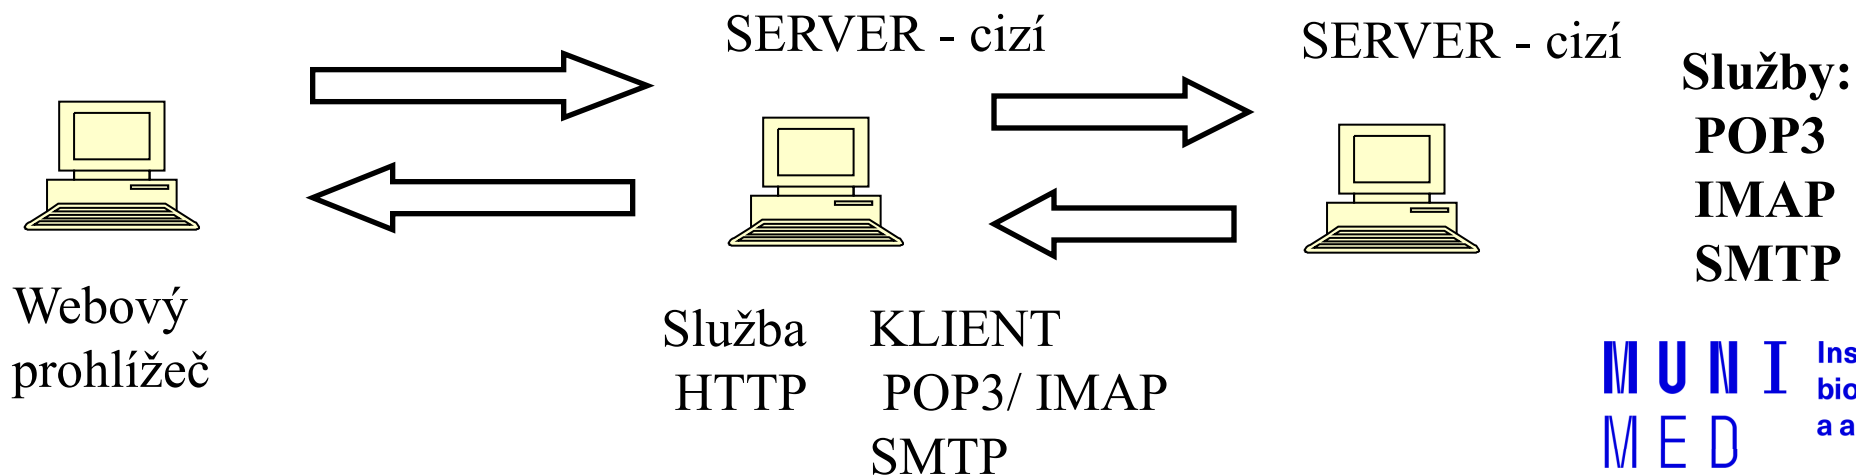 SERVER - cizí
SERVER - cizí
Služby:
POP3
IMAP
SMTP
Webový
prohlížeč
Služba KLIENT
HTTP POP3/ IMAP
SMTP
MUNI
MED